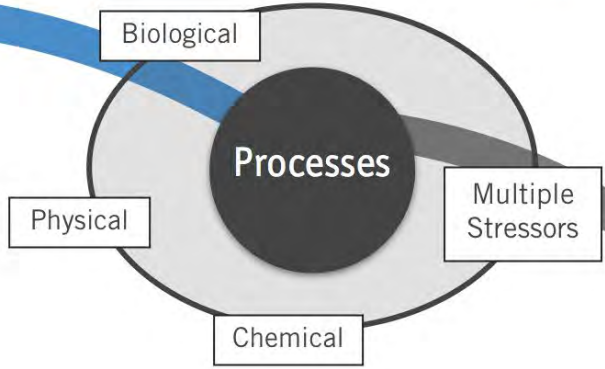 Biological
Processes
Physical
Multiple
Stressors
Chemical